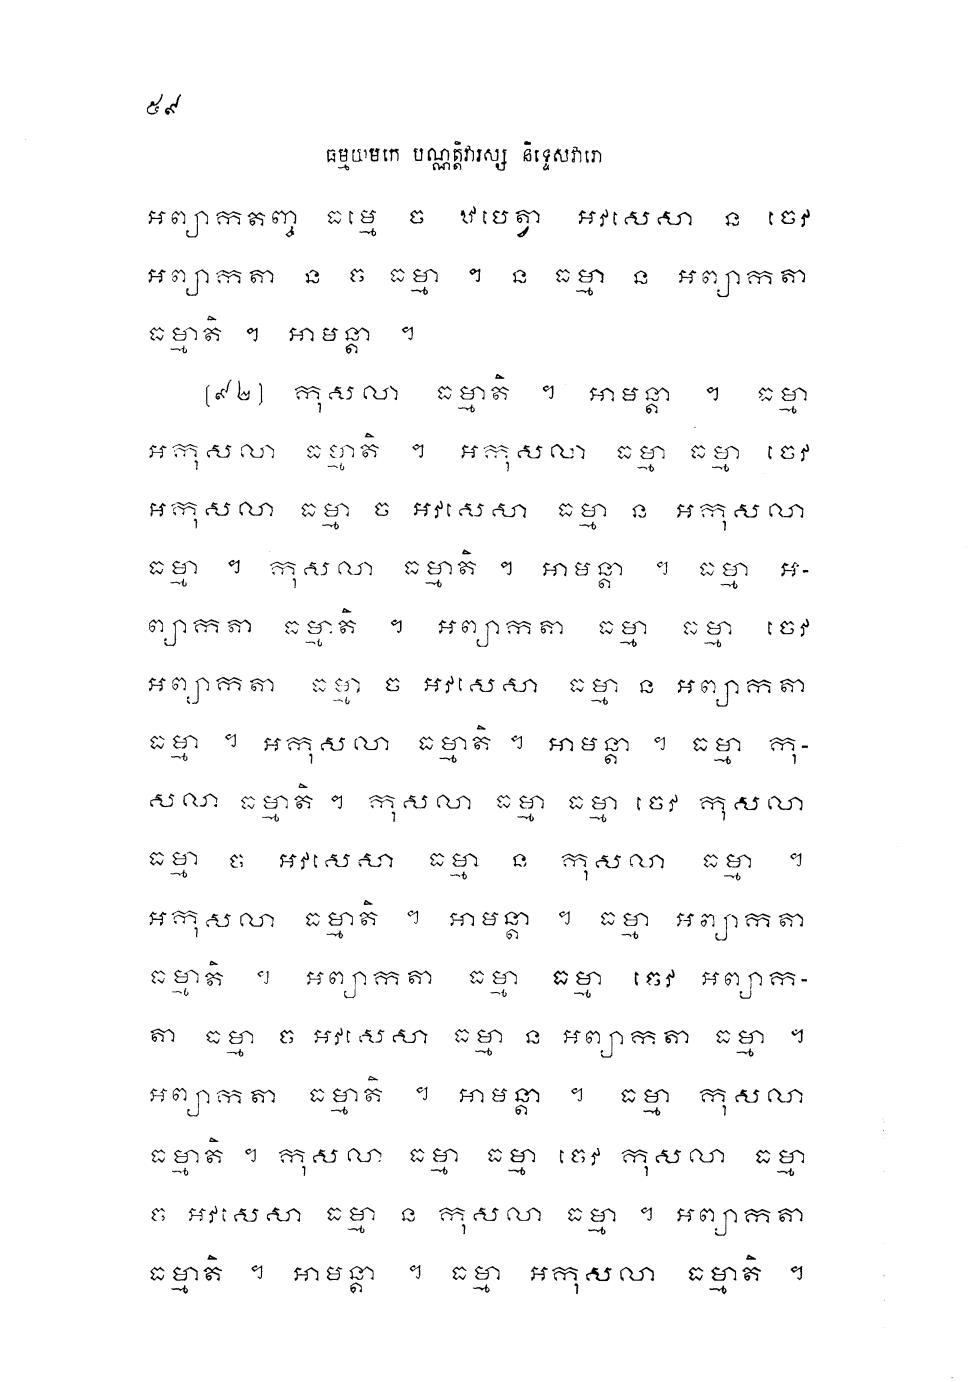 ៥៩
ធម្មយមកេ បណ្ណត្តិវារស្ស និទ្ទេសវារោ
អព្យាកតញ្ច ធម្មេ ច ឋបេត្វា អវសេសា ន ចេវ
អព្យាកតា ន ច ធម្មា ។ ន ធម្មា ន អព្យាកតា
ធម្មាតិ ។ អាមន្តា ។
[៩២] កុសលា ធម្មាតិ ។ អាមន្តា ។ ធម្មា
អកុសលា ធម្មាតិ ។ អកុសលា ធម្មា ធម្មា ចេវ
អកុសលា ធម្មា ច អវសេសា ធម្មា ន អកុសលា
ធម្មា ។ កុសលា ធម្មាតិ ។ អាមន្តា ។ ធម្មា អ-
ព្យាកតា ធម្មាតិ ។ អព្យាកតា ធម្មា ធម្មា ចេវ
អព្យាកតា ធម្មា ច អវសេសា ធម្មា ន អព្យាកតា
ធម្មា ។ អកុសលា ធម្មាតិ ។ អាមន្តា ។ ធម្មា កុ-
សលា ធម្មាតិ ។ កុសលា ធម្មា ធម្មា ចេវ កុសលា
ធម្មា ច អវសេសា ធម្មា ន កុសលា ធម្មា ។
អកុសលា ធម្មាតិ ។ អាមន្តា ។ ធម្មា អព្យាកតា
ធម្មាតិ ។ អព្យាកតា ធម្មា ធម្មា ចេវ អព្យាក-
តា ធម្មា ច អវសេសា ធម្មា ន អព្យាកតា ធម្មា ។
អព្យាកតា ធម្មាតិ ។ អាមន្តា ។ ធម្មា កុសលា
ធម្មាតិ ។ កុសលា ធម្មា ធម្មា ចេវ កុសលា ធម្មា
ច អវសេសា ធម្មា ន កុសលា ធម្មា ។ អព្យាកតា
ធម្មាតិ ។ អាមន្តា ។ ធម្មា អកុសលា ធម្មាតិ ។